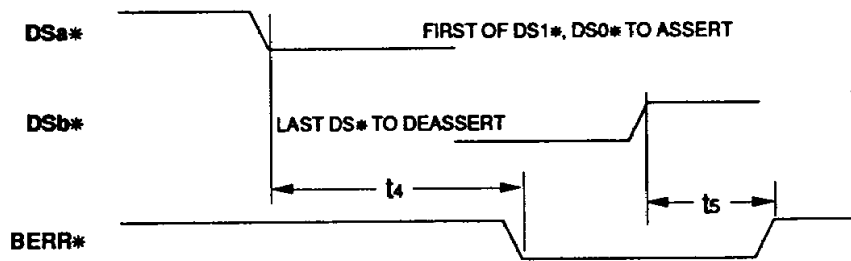 DSa* FIRST OF DS1*, DS0* TO ASSERT
DSb* LAST DS* TO DEASSERT
t4
t5
BERR*